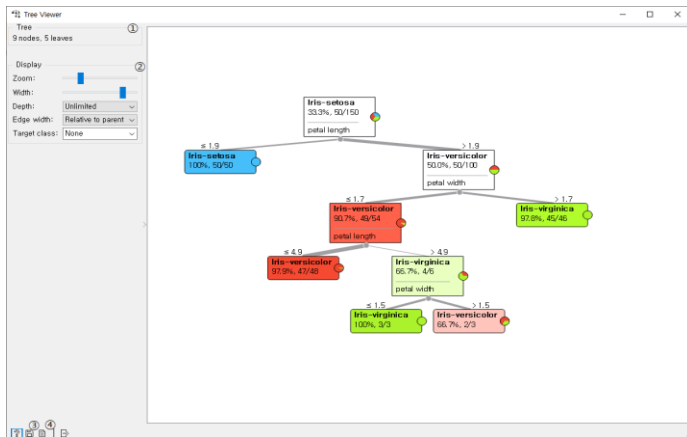 Tree Viewer
Tree
①
9 nodes, 5 leaves
Display
②
Zoom:
Width:
Depth: Unlimited
Edge width: Relative to parent
Target class: None
Iris-setosa
33.3%, 50/150
petal length
≤ 1.9
> 1.9
Iris-setosa
100%, 50/50
Iris-versicolor
50.0%, 50/100
petal width
≤ 1.7
> 1.7
Iris-versicolor
90.7%, 49/54
petal length
Iris-virginica
97.8%, 45/46
≤ 4.9
> 4.9
Iris-versicolor
97.9%, 47/48
Iris-virginica
66.7%, 4/6
petal width
≤ 1.5
> 1.5
Iris-virginica
100%, 3/3
Iris-versicolor
66.7%, 2/3
③ ④
?